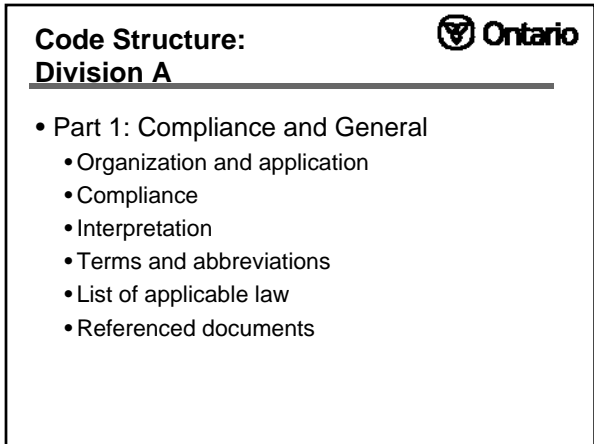 Code Structure:
Division A
Ontario
• Part 1: Compliance and General
• Organization and application
• Compliance
• Interpretation
• Terms and abbreviations
• List of applicable law
• Referenced documents